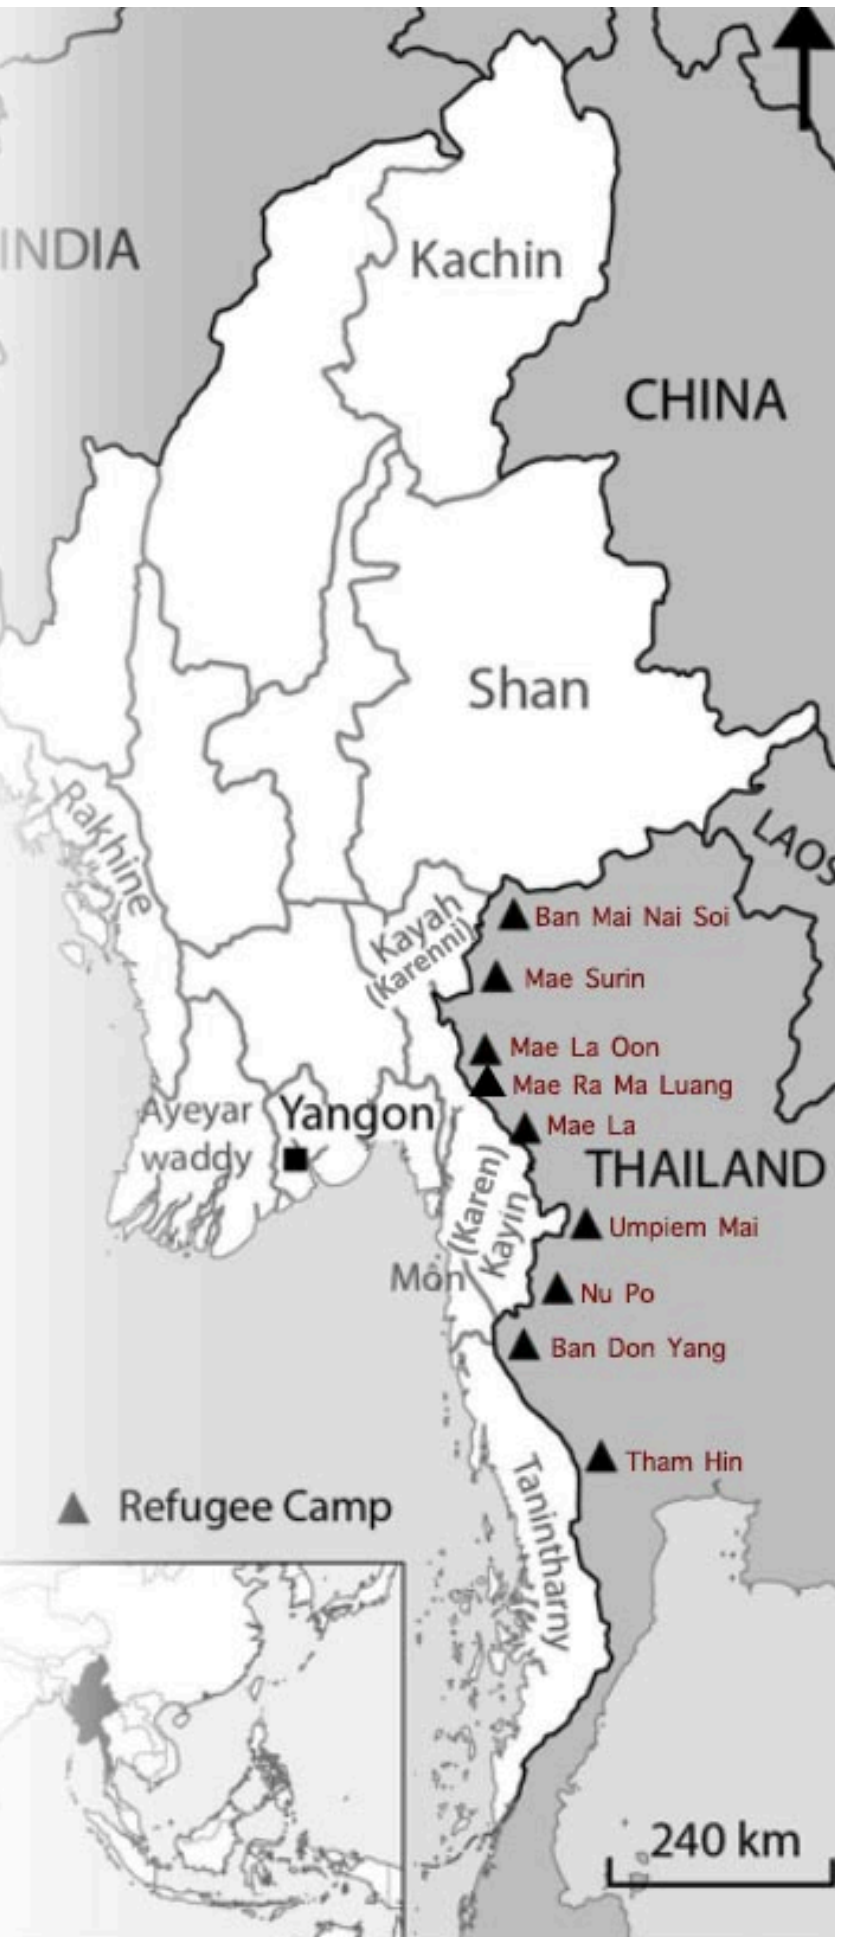 INDIA
Kachin
CHINA
Shan
LAOS
Rakhine
Kayah
(Karenni)
Ban Mai Nai Soi
Mae Surin
Mae La Oon
Mae Ra Ma Luang
Mae La
Ayeyar
waddy
Yangon
THAILAND
(Karen)
Kayin
Umpiem Mai
Mon
Nu Po
Ban Don Yang
Tham Hin
Tanintharny
Refugee Camp
240 km